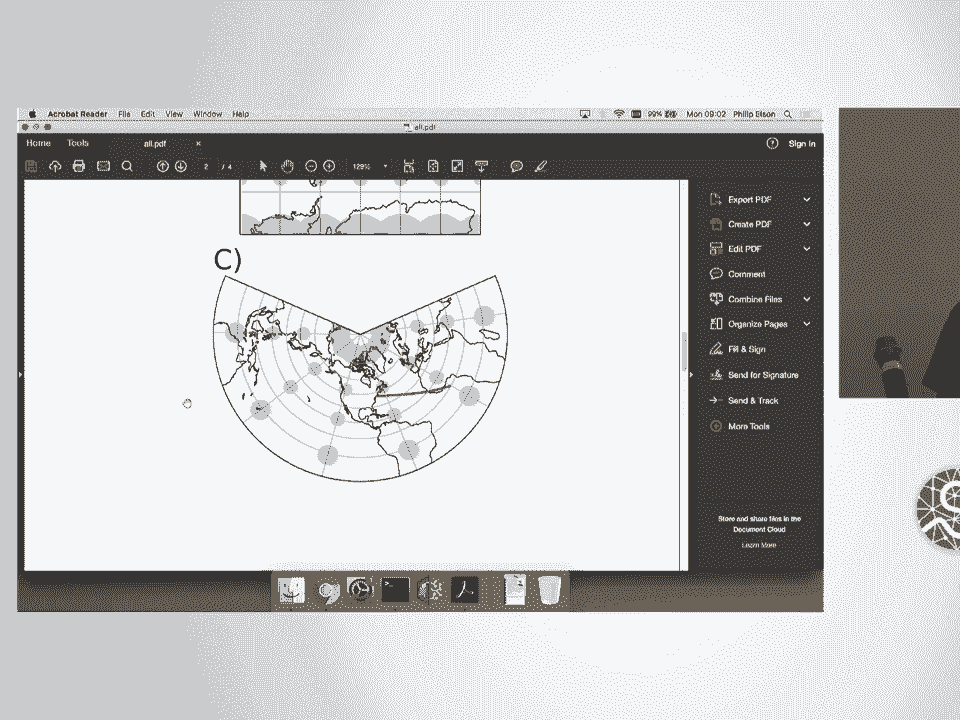 Acrobat Reader File Edit View Window Help 99% Mon 09:02 Philip Elson
all.pdf
Home Tools all.pdf × Sign In
2 / 4 129%
Export PDF
Create PDF
Edit PDF
Comment
Combine Files
Organize Pages
Fill & Sign
Send for Signature
Send & Track
More Tools
Store and share files in the
Document Cloud
Learn More
C)